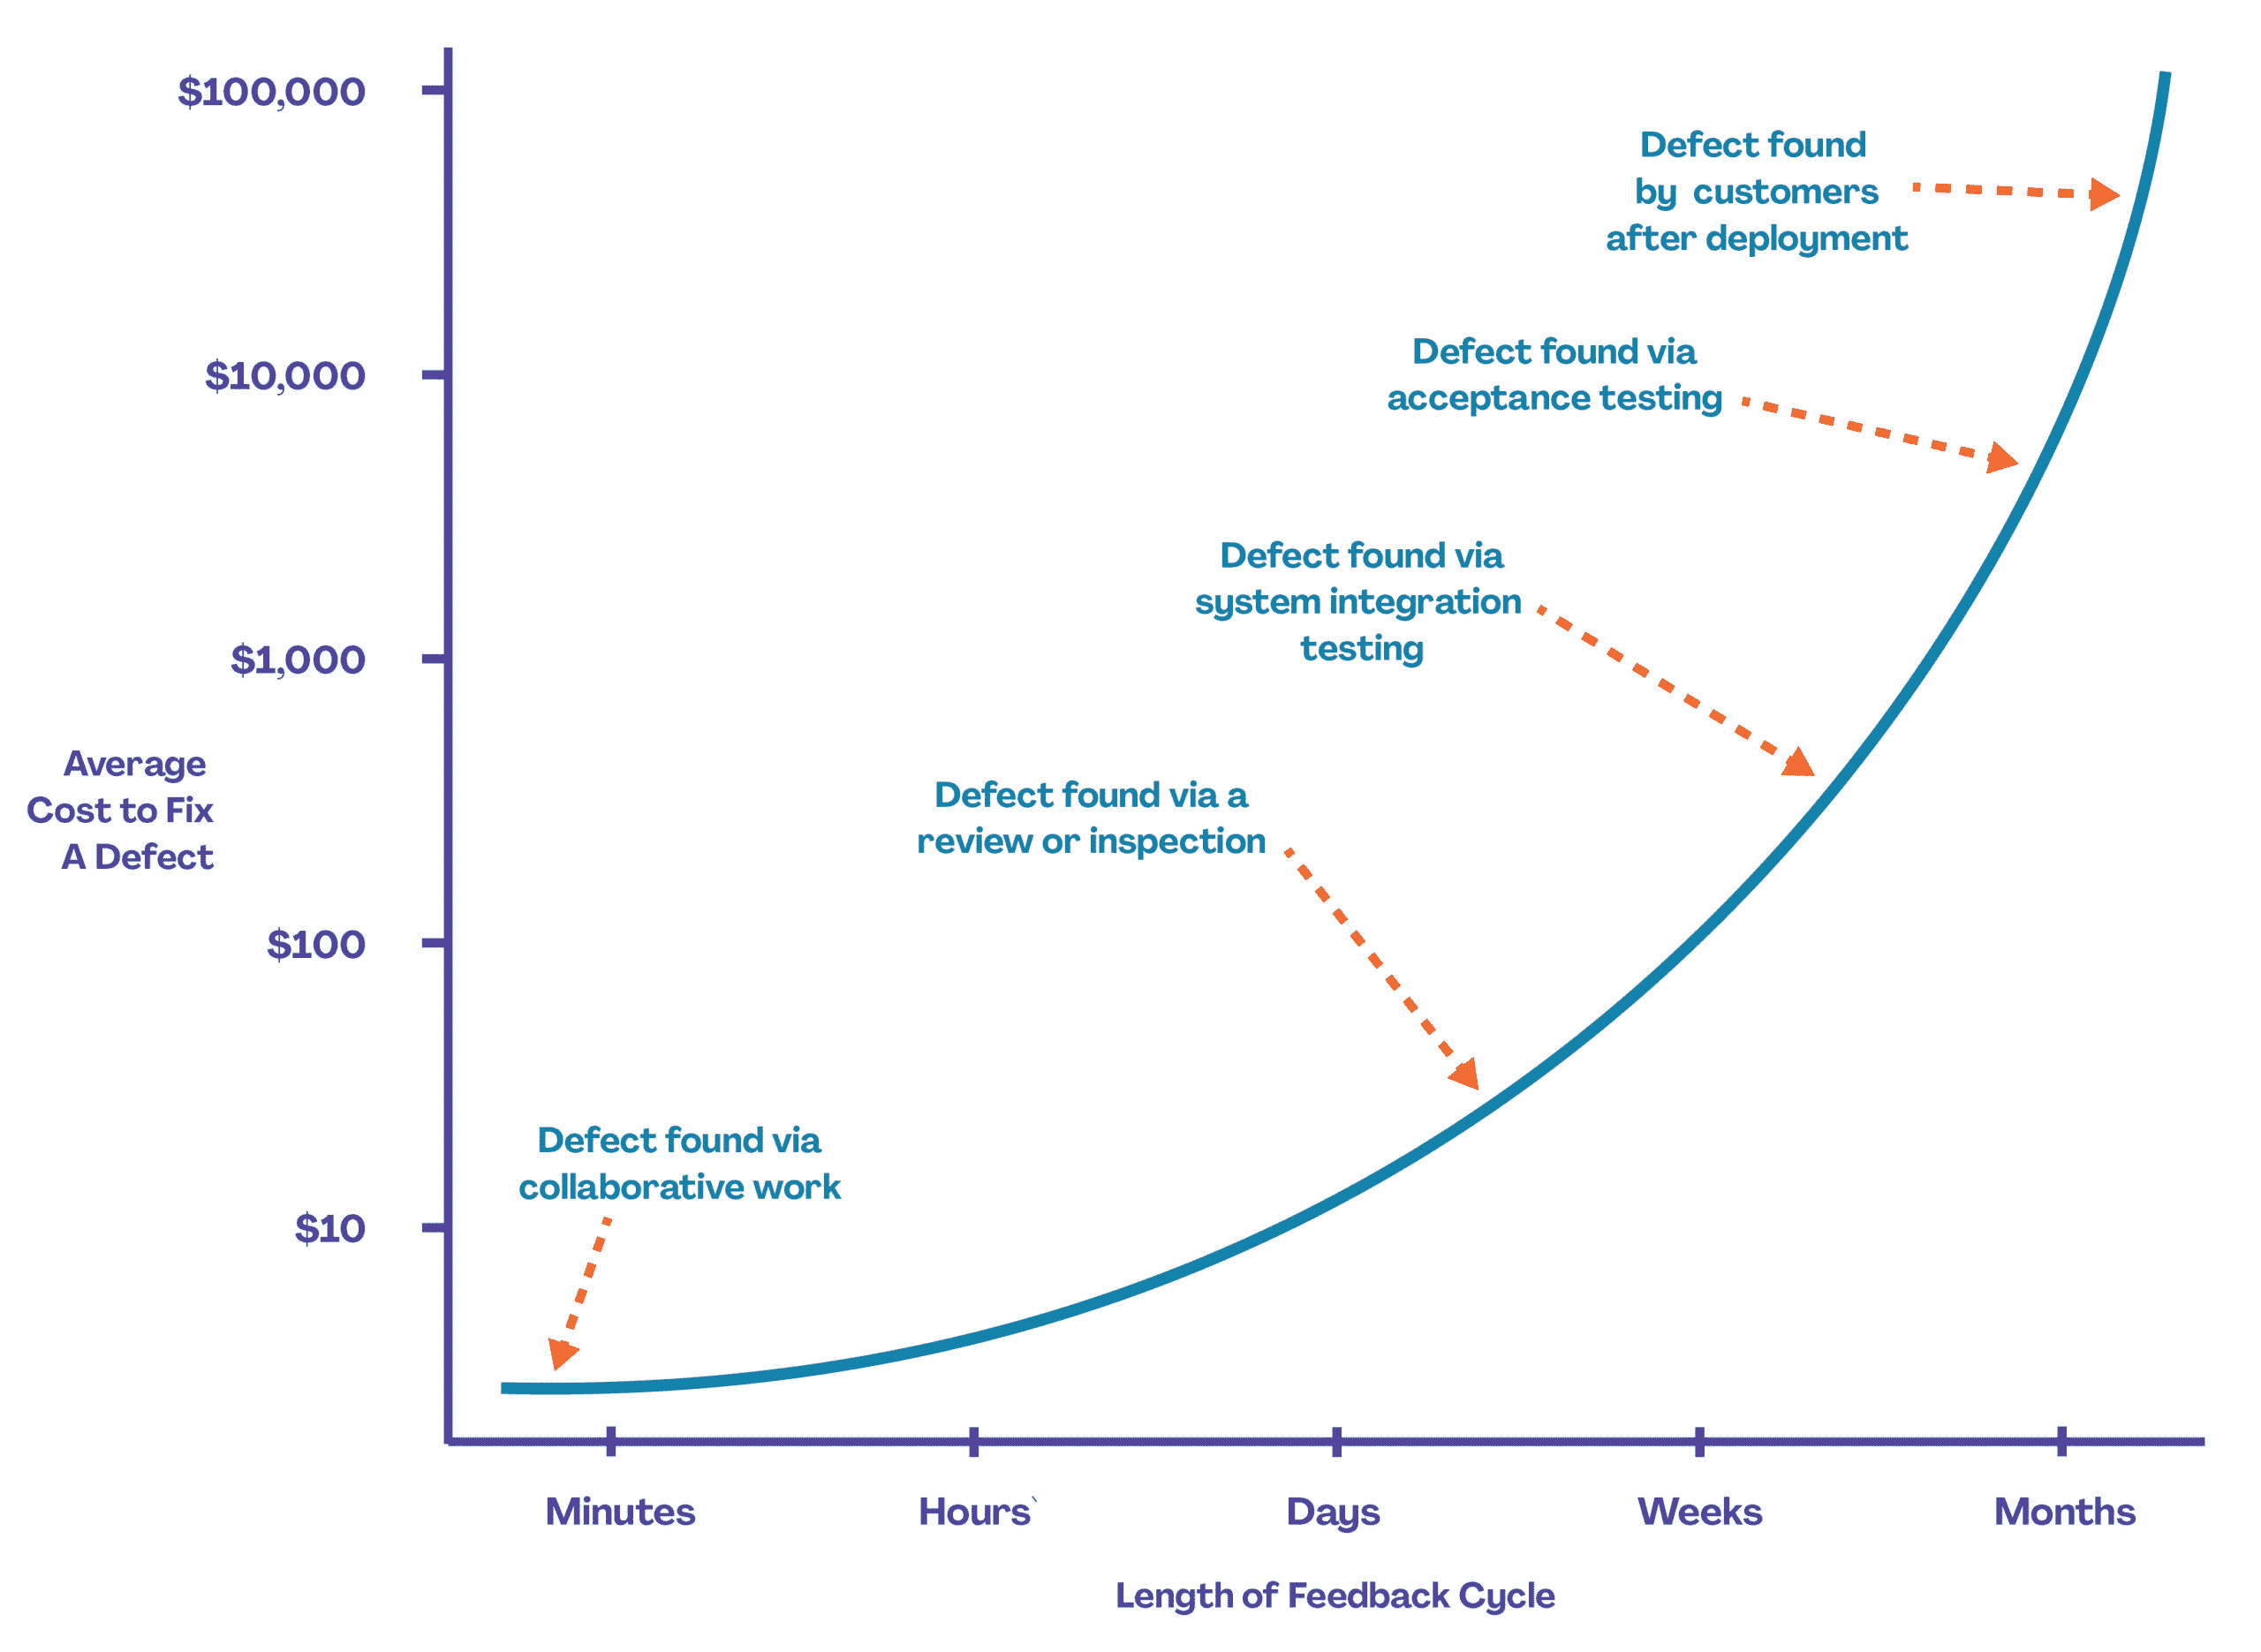 $100,000
$10,000
$1,000
$100
$10
Average
Cost to Fix
A Defect
Defect found
by customers
after deployment
Defect found via
acceptance testing
Defect found via
system integration
testing
Defect found via a
review or inspection
Defect found via
collaborative work
Minutes
Hours`
Days
Weeks
Months
Length of Feedback Cycle